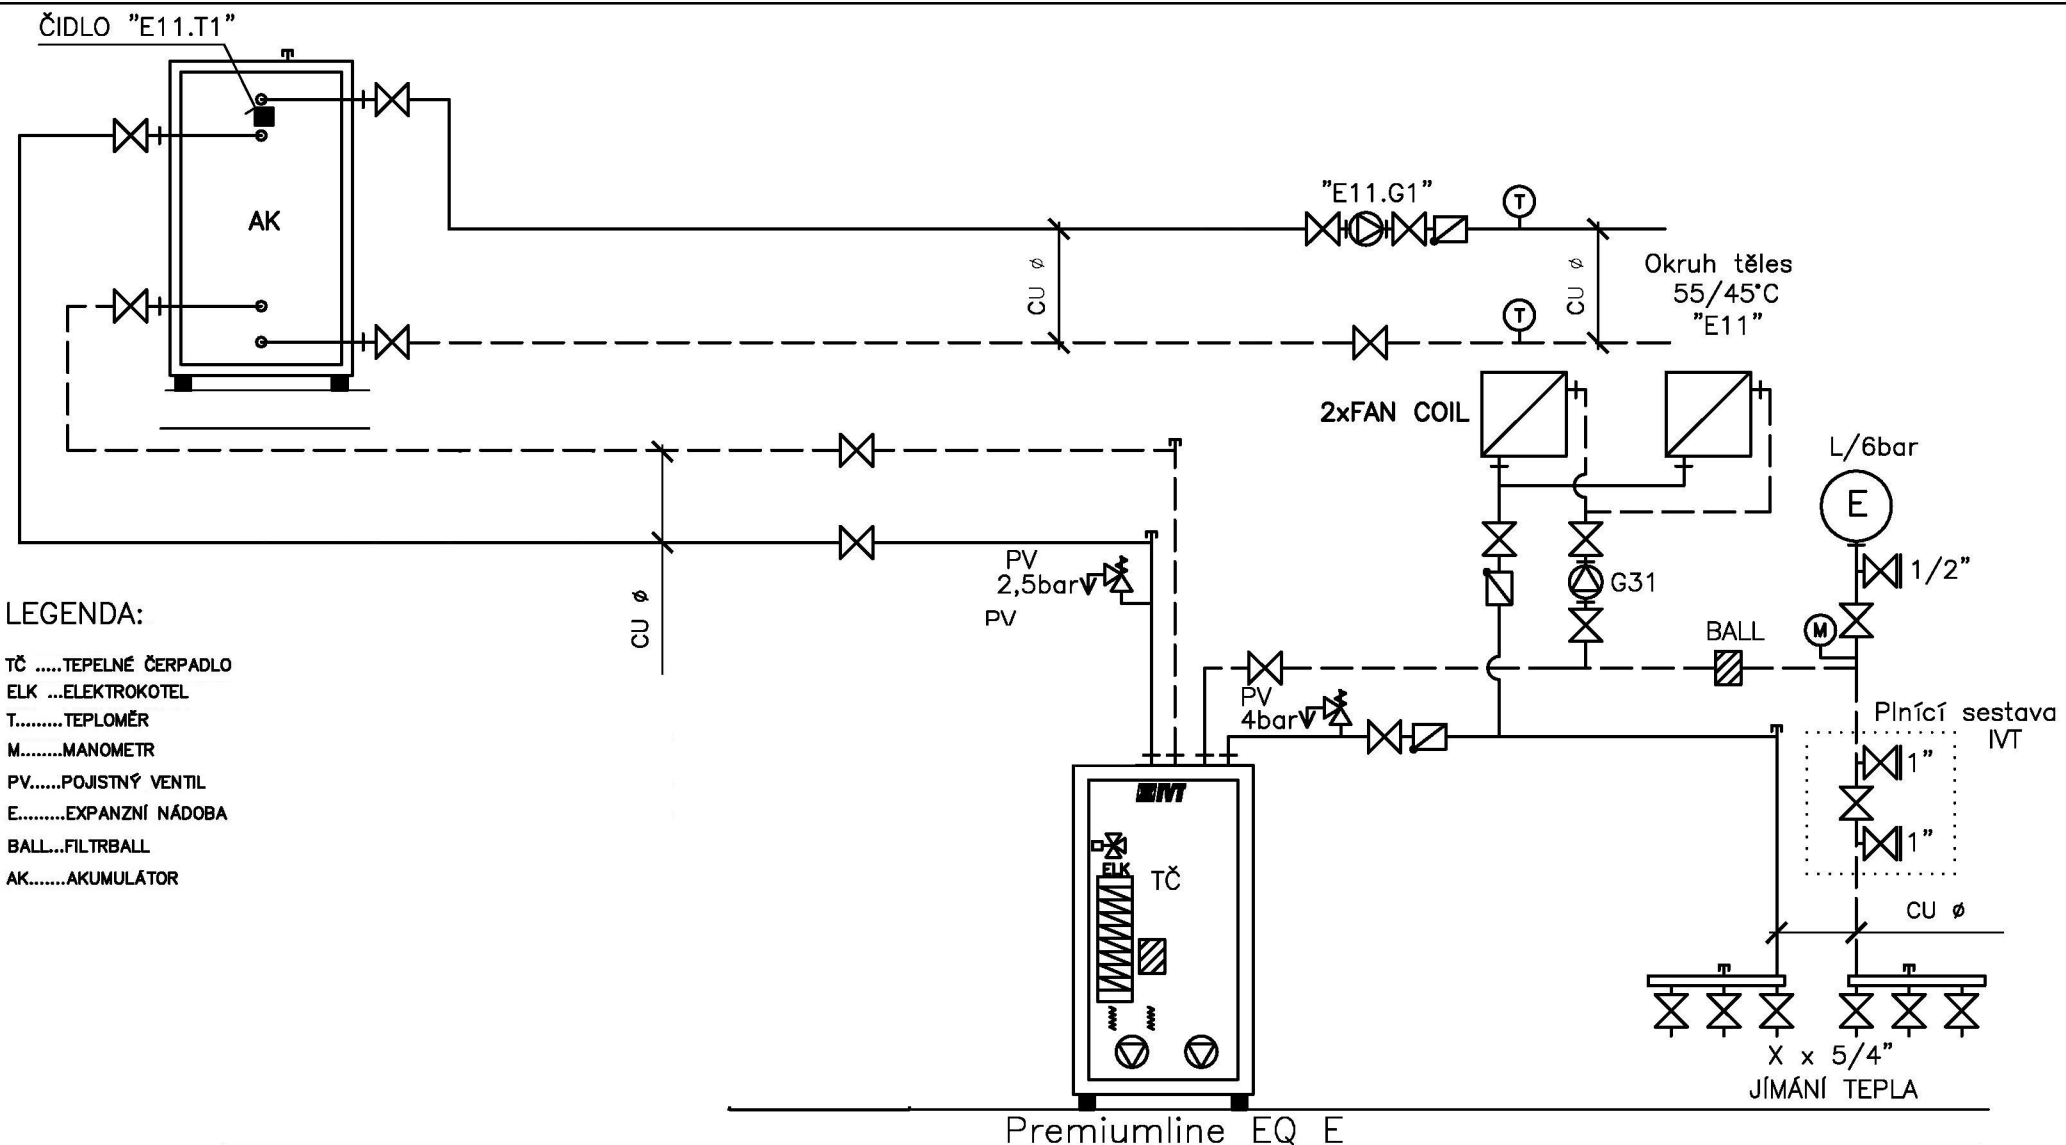 ČIDLO "E11.T1"
AK
"E11.G1"
T
CU ø
CU ø
Okruh těles
55/45°C
"E11"
T
2xFAN COIL
L/6bar
E
1/2"
PV
2,5bar
PV
G31
BALL
M
CU ø
LEGENDA:
TČ .....TEPELNÉ ČERPADLO
ELK ...ELEKTROKOTEL
T.........TEPLOMĚR
M........MANOMETR
PV......POJISTNÝ VENTIL
E.........EXPANZNÍ NÁDOBA
BALL...FILTRBALL
AK.......AKUMULÁTOR
PV
4bar
Plnící sestava
IVT
1"
1"
IVT
ELK
TČ
CU ø
X x 5/4"
JÍMÁNÍ TEPLA
Premiumline EQ E